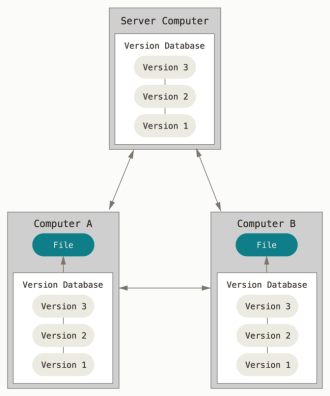 Server Computer
Version Database
Version 3
Version 2
Version 1
Computer A
File
Version Database
Version 3
Version 2
Version 1
Computer B
File
Version Database
Version 3
Version 2
Version 1